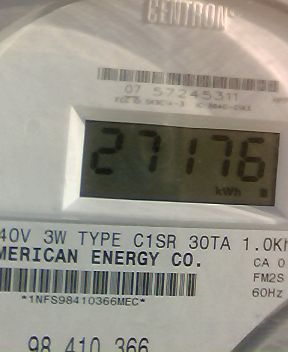 CENTRON
07 57245311
27176
kWh
40V 3W TYPE C1SR 30TA 1.0Kh
MERICAN ENERGY CO.
CA 0
FM2S
*1NFS98410366MEC*
60Hz
98 410 366